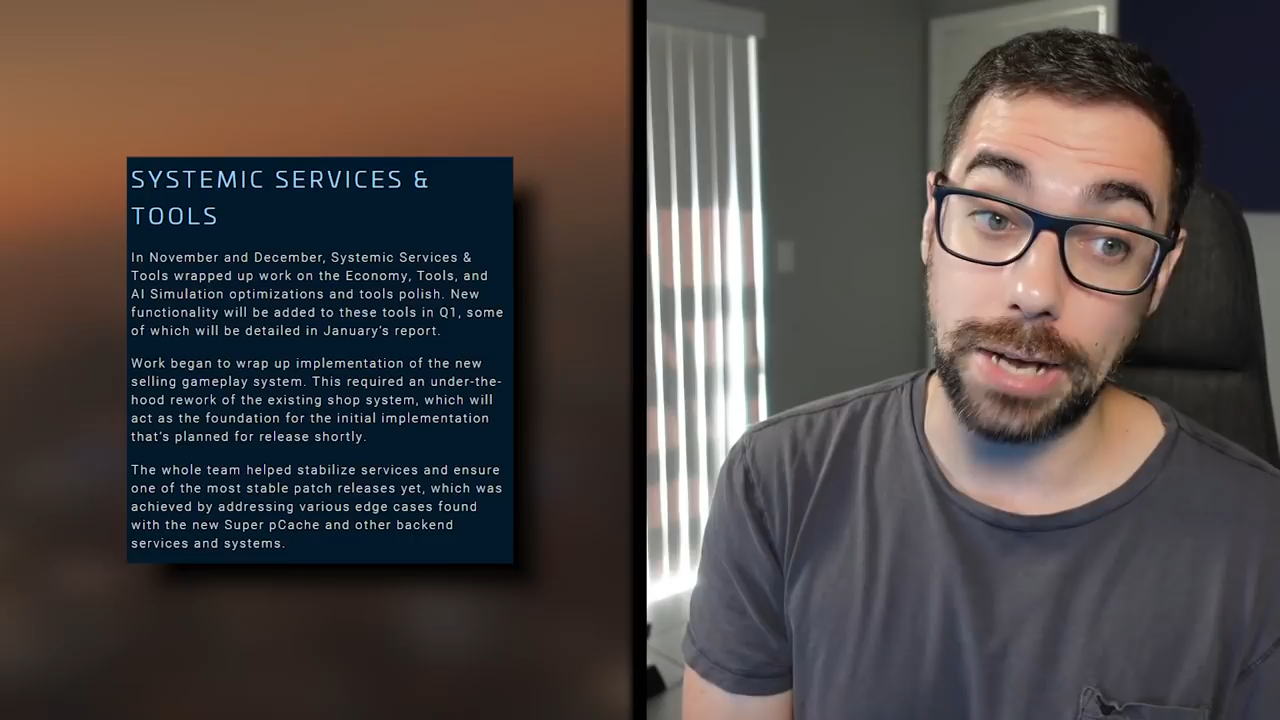 SYSTEMIC SERVICES &
TOOLS
In November and December, Systemic Services &
Tools wrapped up work on the Economy, Tools, and
AI Simulation optimizations and tools polish. New
functionality will be added to these tools in Q1, some
of which will be detailed in January's report.
Work began to wrap up implementation of the new
selling gameplay system. This required an under-the-
hood rework of the existing shop system, which will
act as the foundation for the initial implementation
that's planned for release shortly.
The whole team helped stabilize services and ensure
one of the most stable patch releases yet, which was
achieved by addressing various edge cases found
with the new Super pCache and other backend
services and systems.